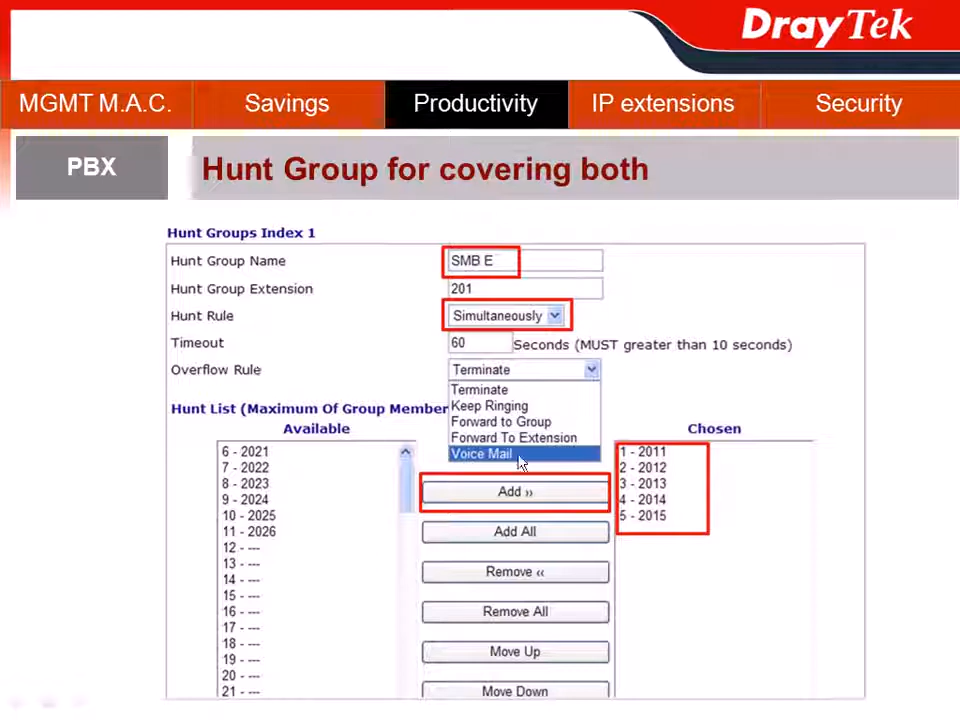 DrayTek
MGMT M.A.C. Savings Productivity IP extensions Security
PBX Hunt Group for covering both
Hunt Groups Index 1
Hunt Group Name SMB E
Hunt Group Extension 201
Hunt Rule Simultaneously
Timeout 60 Seconds (MUST greater than 10 seconds)
Overflow Rule Terminate
Terminate
Keep Ringing
Forward to Group
Forward To Extension
Voice Mail
Hunt List (Maximum Of Group Member
Available
6 - 2021
7 - 2022
8 - 2023
9 - 2024
10 - 2025
11 - 2026
12 - ---
13 - ---
14 - ---
15 - ---
16 - ---
17 - ---
18 - ---
19 - ---
20 - ---
21 - ---
Add »
Add All
Remove «
Remove All
Move Up
Move Down
Chosen
1 - 2011
2 - 2012
3 - 2013
4 - 2014
5 - 2015